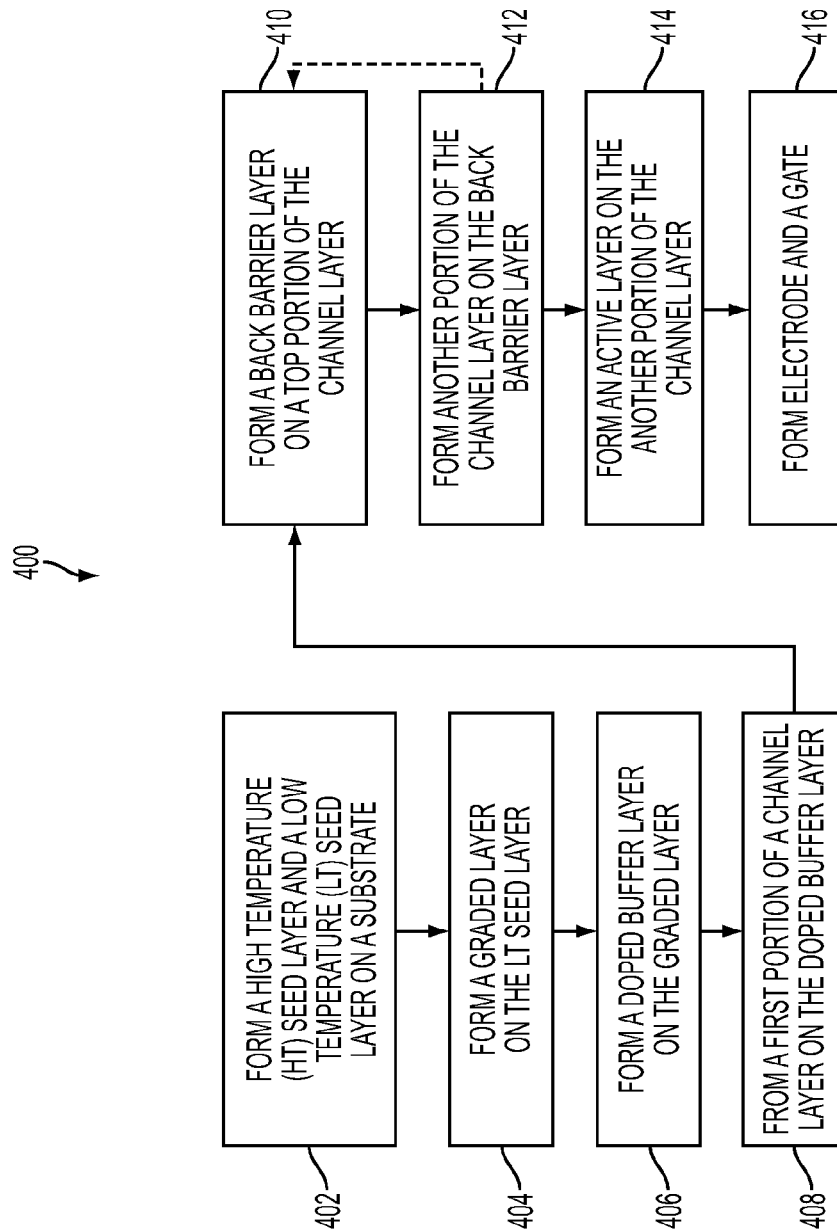 400
402
FORM A HIGH TEMPERATURE
(HT) SEED LAYER AND A LOW
TEMPERATURE (LT) SEED
LAYER ON A SUBSTRATE
404
FORM A GRADED LAYER
ON THE LT SEED LAYER
406
FORM A DOPED BUFFER LAYER
ON THE GRADED LAYER
408
FROM A FIRST PORTION OF A CHANNEL
LAYER ON THE DOPED BUFFER LAYER
410
FORM A BACK BARRIER LAYER
ON A TOP PORTION OF THE
CHANNEL LAYER
412
FORM ANOTHER PORTION OF THE
CHANNEL LAYER ON THE BACK
BARRIER LAYER
414
FORM AN ACTIVE LAYER ON THE
ANOTHER PORTION OF THE
CHANNEL LAYER
416
FORM ELECTRODE AND A GATE